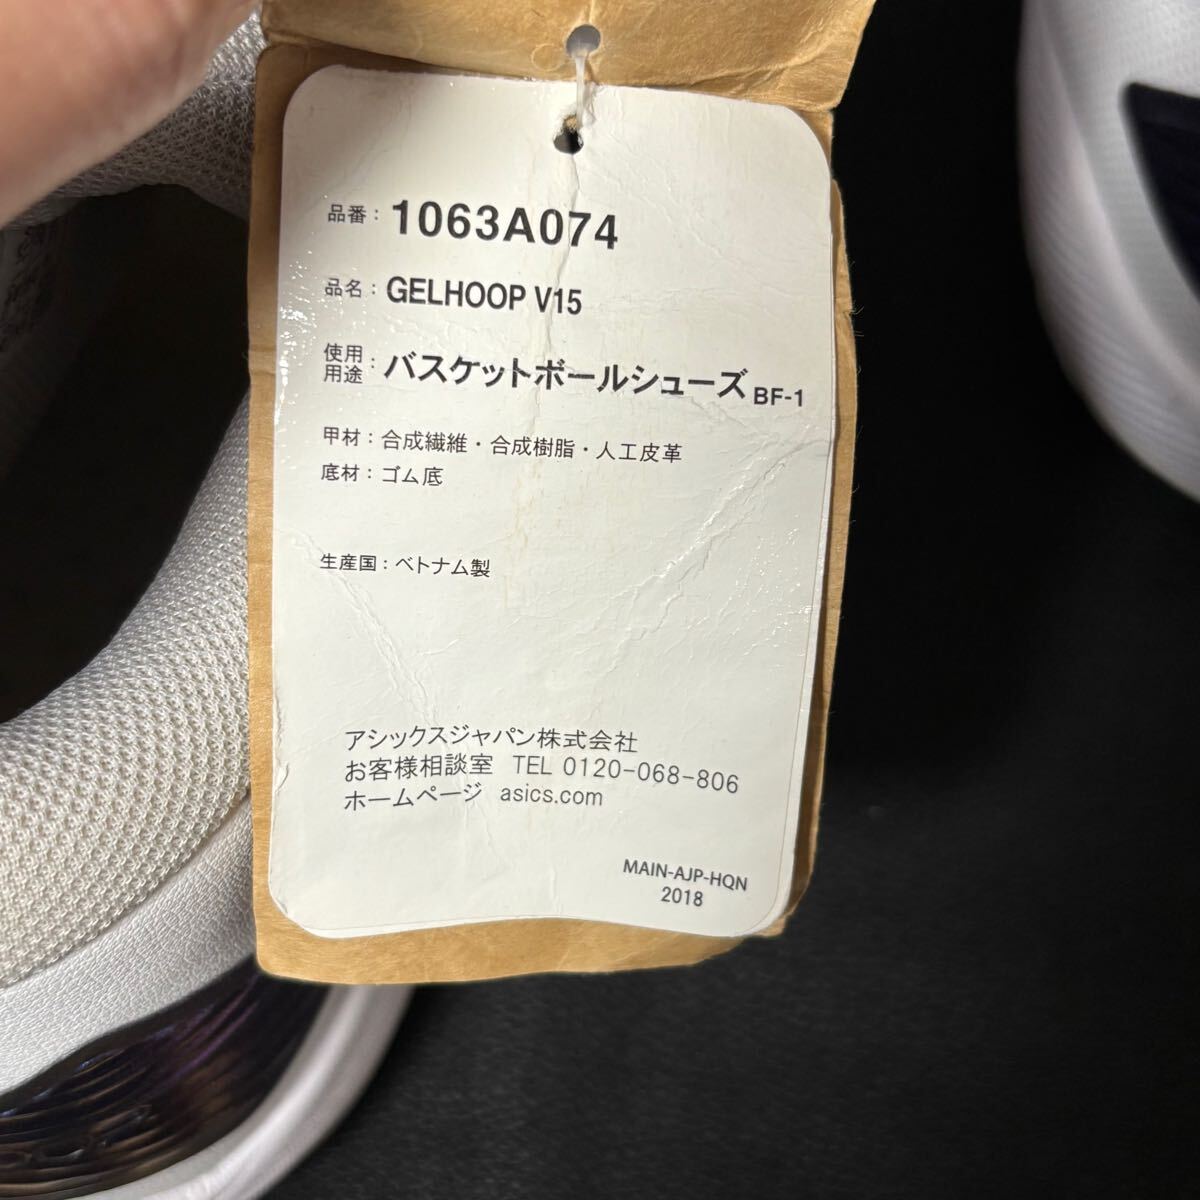 品番： 1063A074
品名： GELHOOP V15
使用用途： バスケットボールシューズ BF-1
甲材：合成繊維・合成樹脂・人工皮革
底材：ゴム底
生産国：ベトナム製
アシックスジャパン株式会社
お客様相談室 TEL 0120-068-806
ホームページ asics.com
MAIN-AJP-HQN
2018